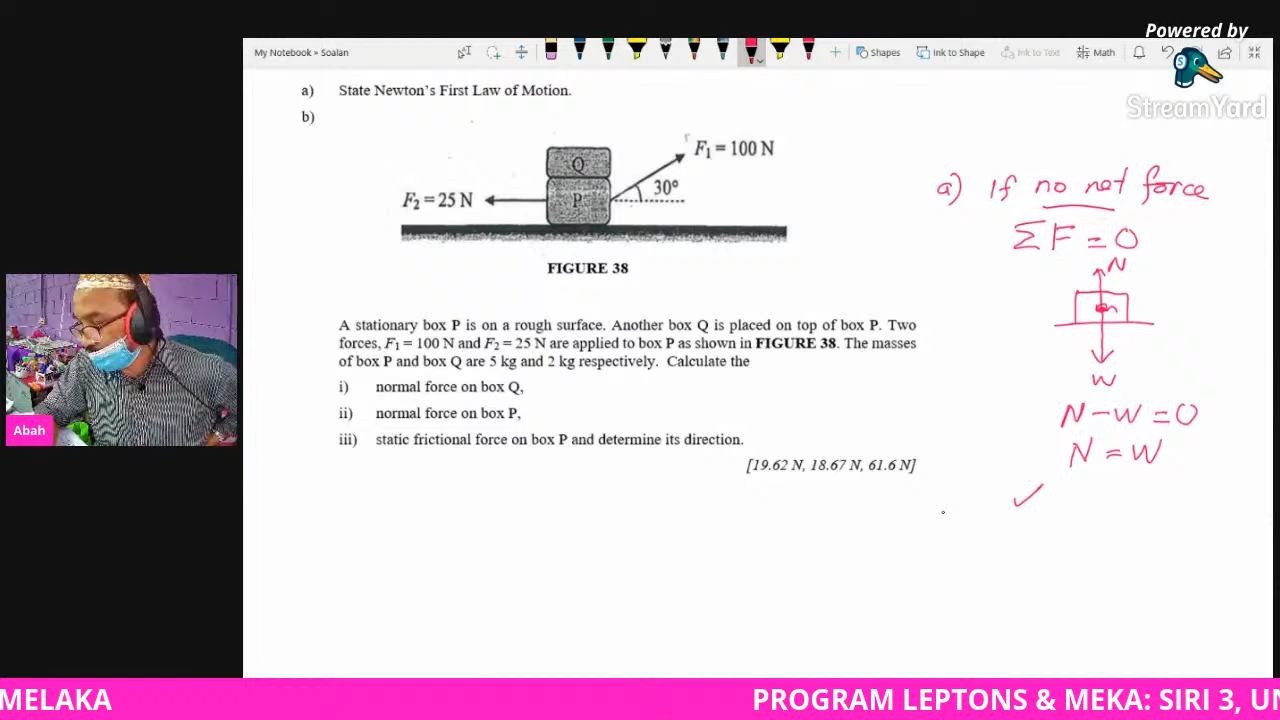 Powered by
StreamYard
My Notebook » Soalan
Shapes
Ink to Shape
Ink to Text
Math
a) State Newton's First Law of Motion.
b)
F₁ = 100 N
30°
F₂ = 25 N
Q
P
FIGURE 38
A stationary box P is on a rough surface. Another box Q is placed on top of box P. Two
forces, F₁ = 100 N and F₂ = 25 N are applied to box P as shown in FIGURE 38. The masses
of box P and box Q are 5 kg and 2 kg respectively. Calculate the
i) normal force on box Q,
ii) normal force on box P,
iii) static frictional force on box P and determine its direction.
[19.62 N, 18.67 N, 61.6 N]
a) If no net force
ΣF = 0
N
m
W
N - W = 0
N = W
Abah
MELAKA
PROGRAM LEPTONS & MEKA: SIRI 3, UN